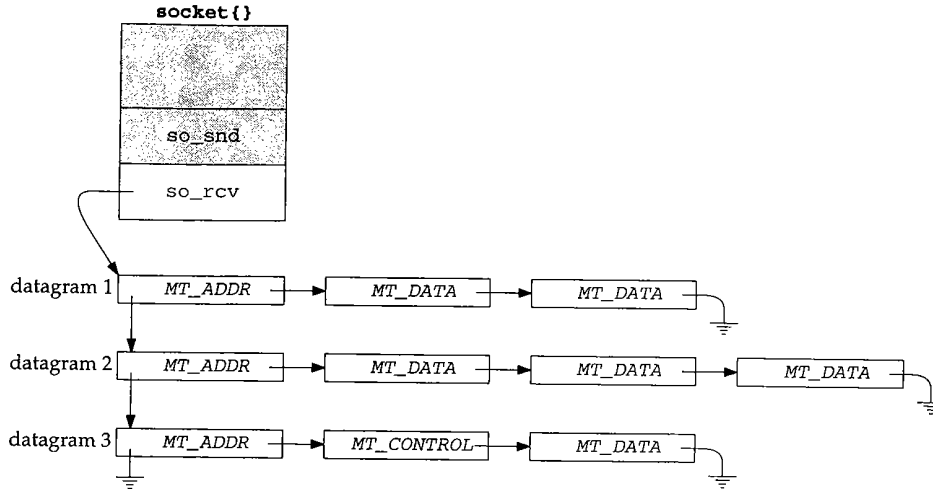 socket{}
so_snd
so_rcv
datagram 1 MT_ADDR MT_DATA MT_DATA
datagram 2 MT_ADDR MT_DATA MT_DATA MT_DATA
datagram 3 MT_ADDR MT_CONTROL MT_DATA